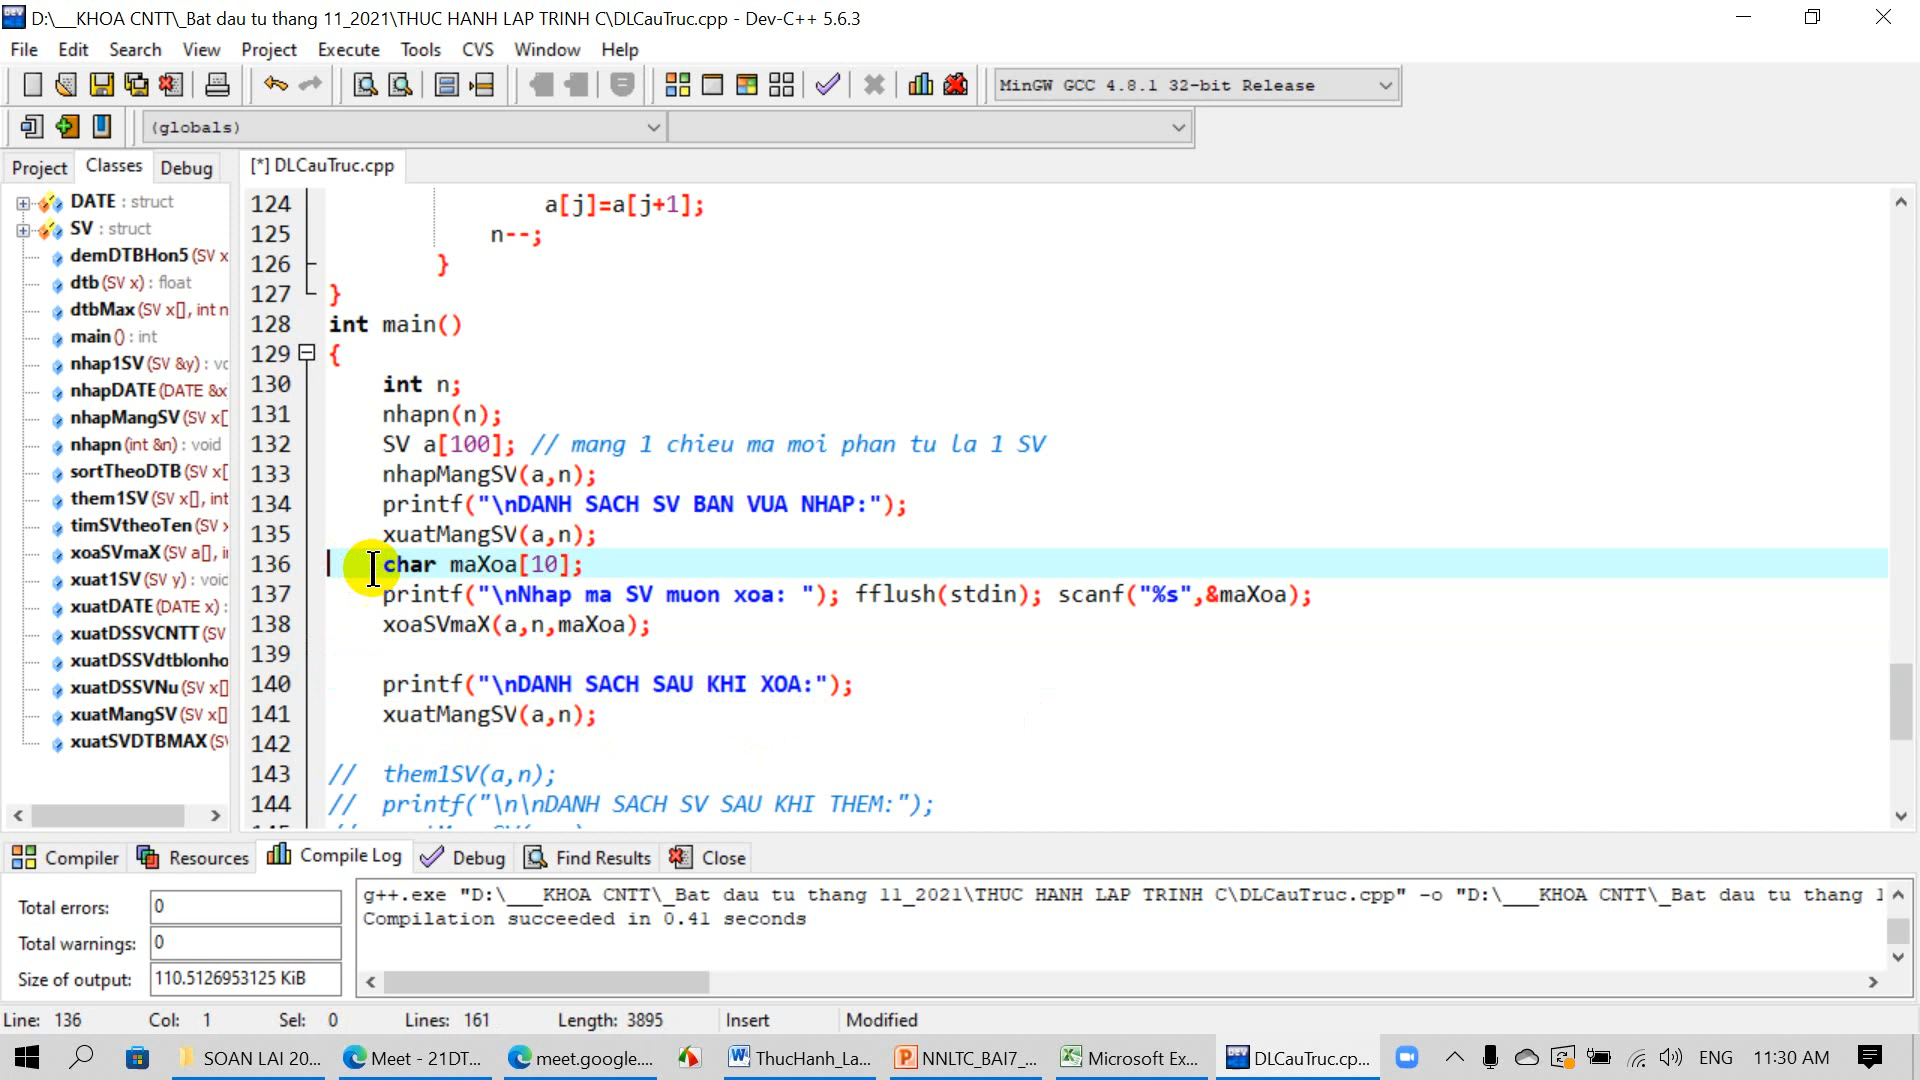 D:\___KHOA CNTT\_Bat dau tu thang 11_2021\THUC HANH LAP TRINH C\DLCauTruc.cpp - Dev-C++ 5.6.3
File Edit Search View Project Execute Tools CVS Window Help
MinGW GCC 4.8.1 32-bit Release
(globals)
Project Classes Debug
[*] DLCauTruc.cpp
DATE : struct
SV : struct
demDTBHon5 (SV x
dtb (SV x) : float
dtbMax (SV x[], int n
main () : int
nhap1SV (SV &y) : vo
nhapDATE (DATE &x
nhapMangSV (SV x[
nhapn (int &n) : void
sortTheoDTB (SV x[
them1SV (SV x[], int
timSVtheoTen (SV x
xoaSVmaX (SV a[], i
xuat1SV (SV y) : void
xuatDATE (DATE x) :
xuatDSSVCNTT (SV
xuatDSSVdtblonho
xuatDSSVNu (SV x[]
xuatMangSV (SV x[]
xuatSVDTBMAX (S
124 a[j]=a[j+1];
125 n--;
126 }
127 }
128 int main()
129 {
130 int n;
131 nhapn(n);
132 SV a[100]; // mang 1 chieu ma moi phan tu la 1 SV
133 nhapMangSV(a,n);
134 printf("\nDANH SACH SV BAN VUA NHAP:");
135 xuatMangSV(a,n);
136 char maXoa[10];
137 printf("\nNhap ma SV muon xoa: "); fflush(stdin); scanf("%s",&maXoa);
138 xoaSVmaX(a,n,maXoa);
139
140 printf("\nDANH SACH SAU KHI XOA:");
141 xuatMangSV(a,n);
142
143 // them1SV(a,n);
144 // printf("\n\nDANH SACH SV SAU KHI THEM:");
Compiler Resources Compile Log Debug Find Results Close
Total errors: 0
Total warnings: 0
Size of output: 110.5126953125 KiB
g++.exe "D:\___KHOA CNTT\_Bat dau tu thang 11_2021\THUC HANH LAP TRINH C\DLCauTruc.cpp" -o "D:\___KHOA CNTT\_Bat dau tu thang 1
Compilation succeeded in 0.41 seconds
Line: 136 Col: 1 Sel: 0 Lines: 161 Length: 3895 Insert Modified
SOAN LAI 20... Meet - 21DT... meet.google.... ThucHanh_La... NNLTC_BAI7_... Microsoft Ex... DLCauTruc.cp... ENG 11:30 AM